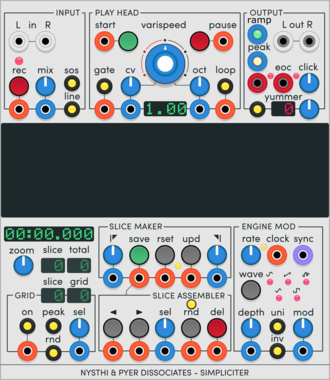 INPUT PLAY HEAD OUTPUT
L in R start varispeed pause ramp L out R
peak
rec mix sos gate cv oct loop eoc click
line 1.00 yummer 0
00:00.000 SLICE MAKER ENGINE MOD
slice total save rset upd rate clock sync
zoom 0 0
slice grid wave
GRID 0 0 SLICE ASSEMBLER
on peak sel ◄ ► sel rnd del depth uni mod
rnd inv
NYSTHI & PYER DISSOCIATES - SIMPLICITER